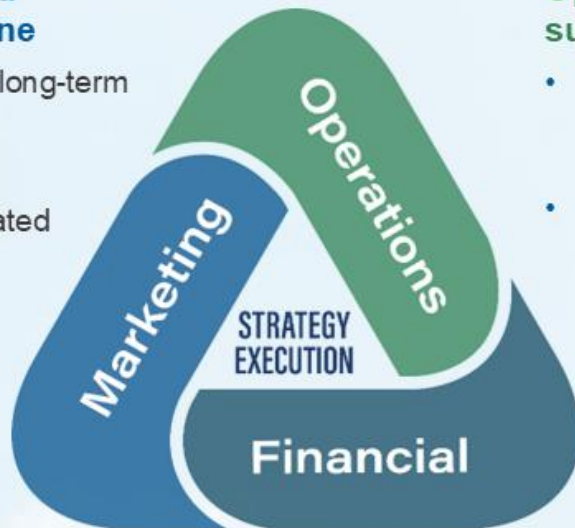 ne
su
long-term
ated
Operations
Marketing
STRATEGY
EXECUTION
Financial